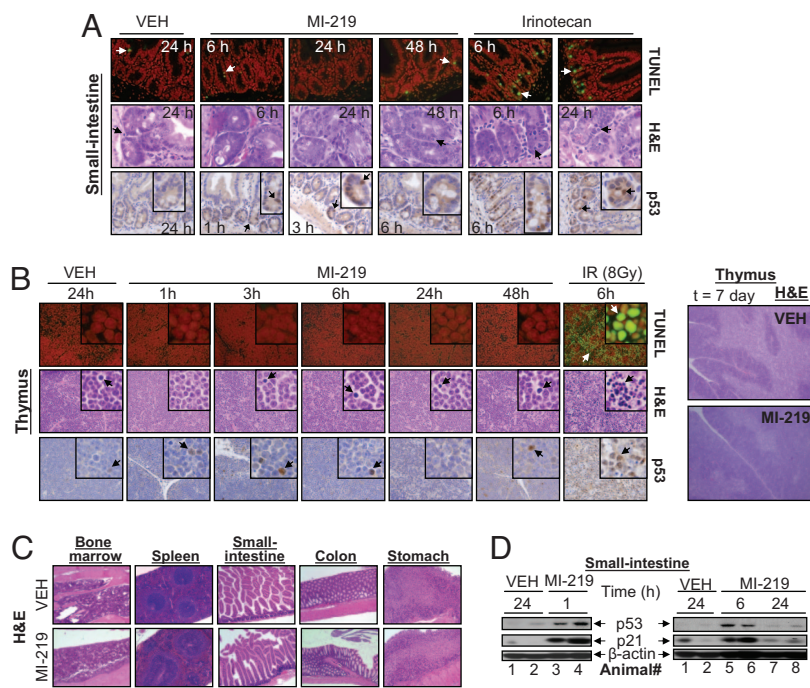 A
VEH MI-219 Irinotecan
Small-intestine
24 h 6 h 24 h 48 h 6 h TUNEL
24 h 6 h 24 h 48 h 6 h 24 h H&E
24 h 1 h 3 h 6 h 6 h p53
B
VEH MI-219 IR (8Gy)
24h 1h 3h 6h 24h 48h 6h
Thymus
TUNEL
H&E
p53
Thymus
t = 7 day H&E
VEH
MI-219
C
Bone marrow Spleen Small-intestine Colon Stomach
H&E
VEH
MI-219
D
Small-intestine
VEH MI-219 Time (h) VEH MI-219
24 1 24 6 24
p53
p21
β-actin
1 2 3 4 Animal# 1 2 5 6 7 8